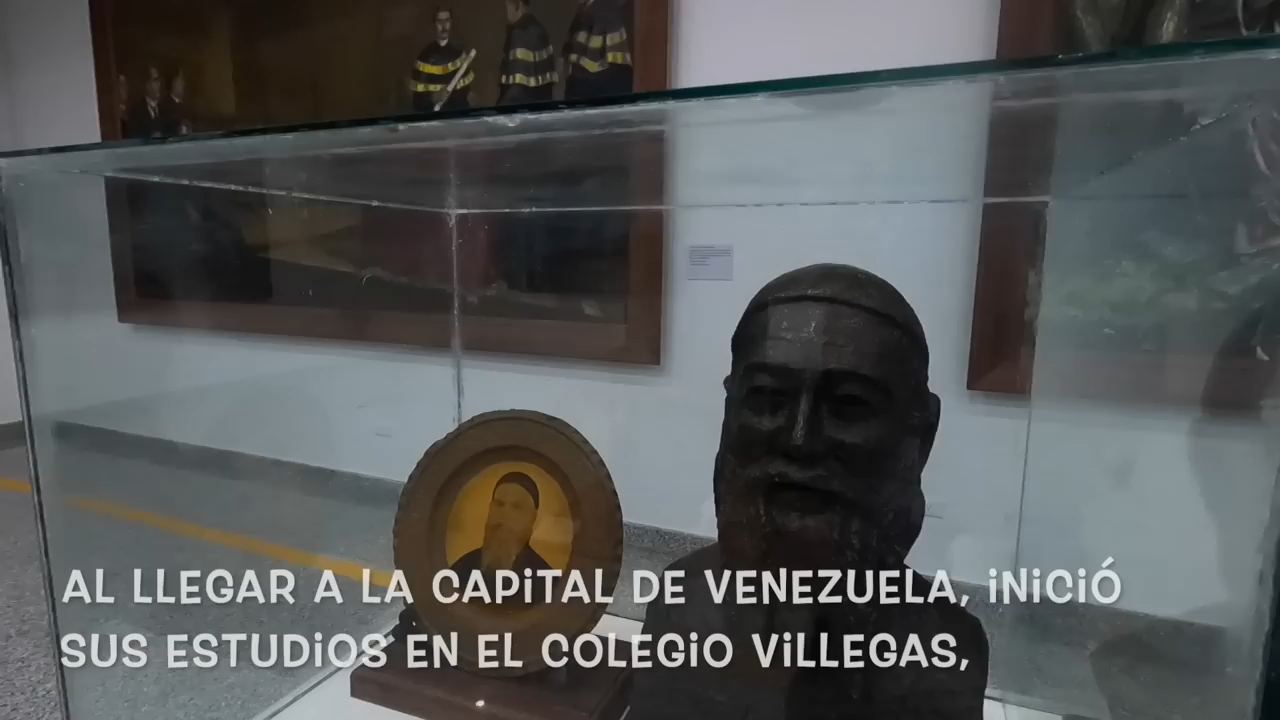 AL LLEGAR A LA CAPiTAL DE VENEZUELA, iNiCiÓ
SUS ESTUDiOS EN EL COLEGiO ViLLEGAS,